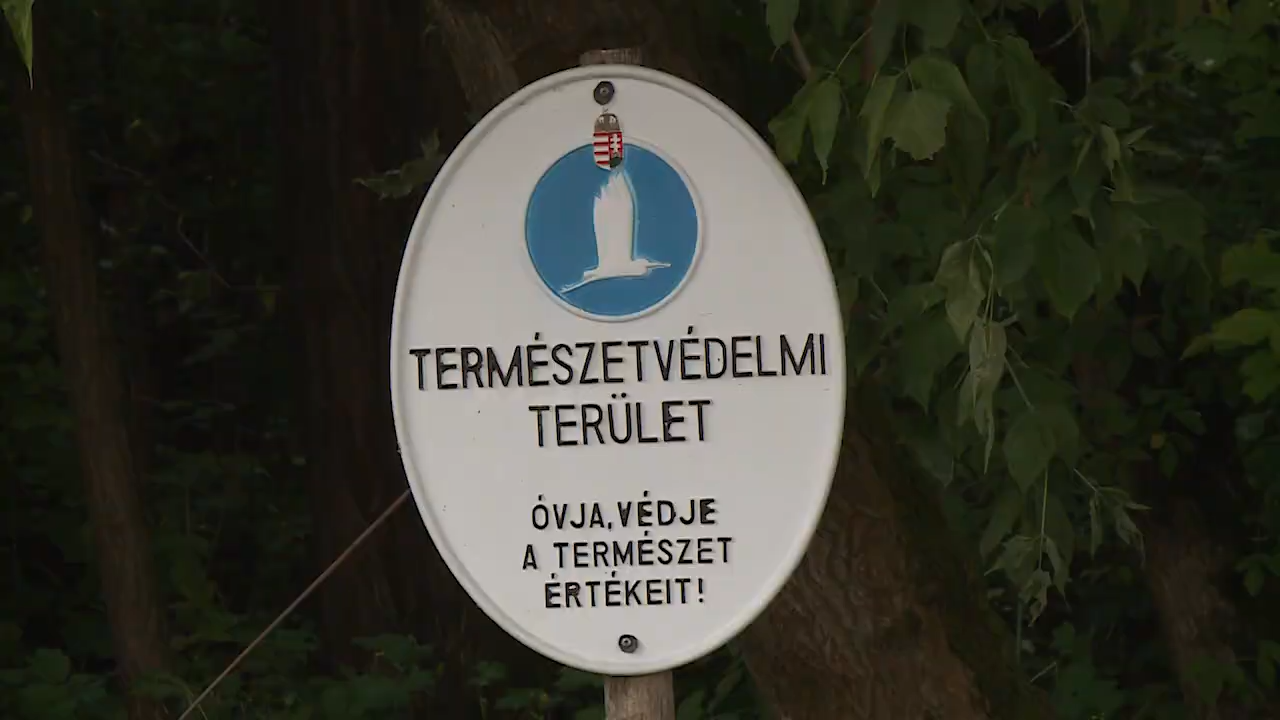 TERMÉSZETVÉDELMI
TERÜLET
ÓVJA,VÉDJE
A TERMÉSZET
ÉRTÉKEIT!